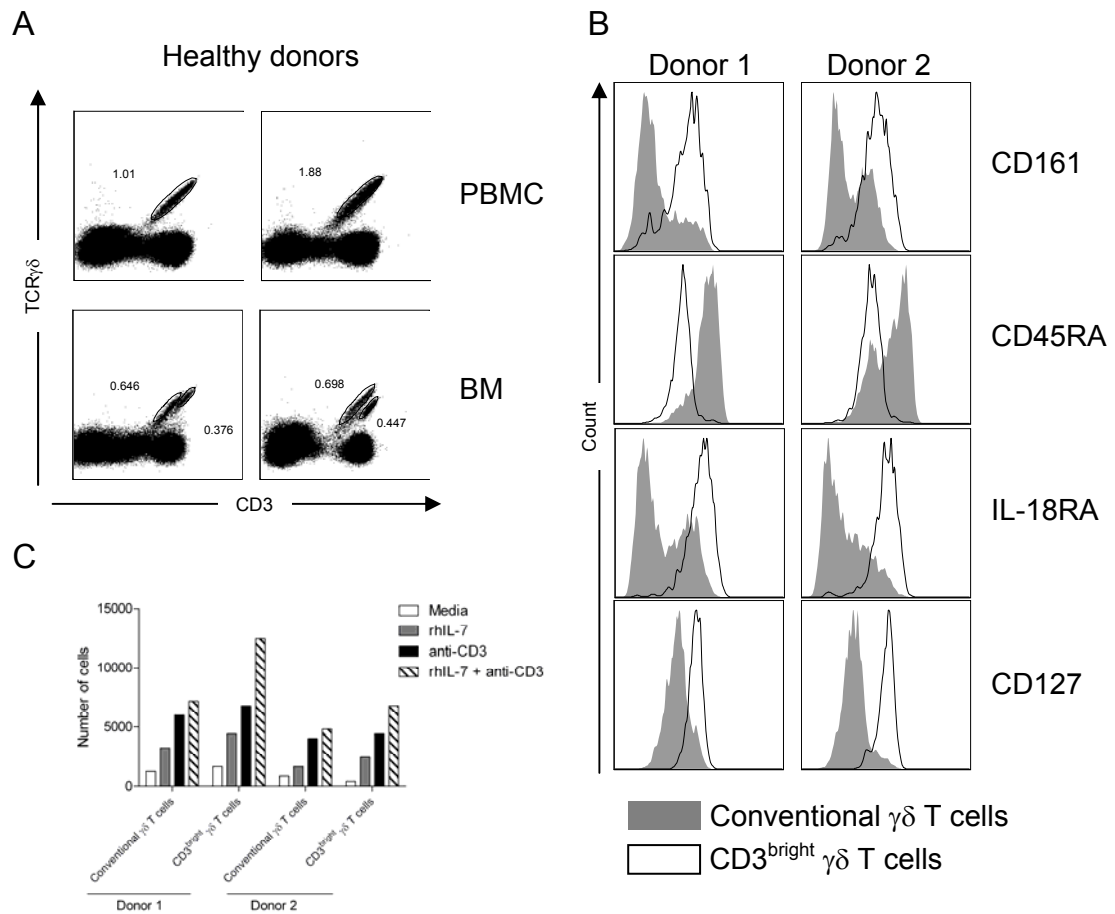 A
Healthy donors
TCRγδ
1.01
1.88
PBMC
0.646
0.376
0.698
0.447
BM
CD3
B
Donor 1
Donor 2
Count
CD161
CD45RA
IL-18RA
CD127
Conventional γδ T cells
CD3bright γδ T cells
C
Number of cells
15000
10000
5000
0
Media
rhIL-7
anti-CD3
rhIL-7 + anti-CD3
Conventional γδ T cells
CD3bright γδ T cells
Conventional γδ T cells
CD3bright γδ T cells
Donor 1
Donor 2